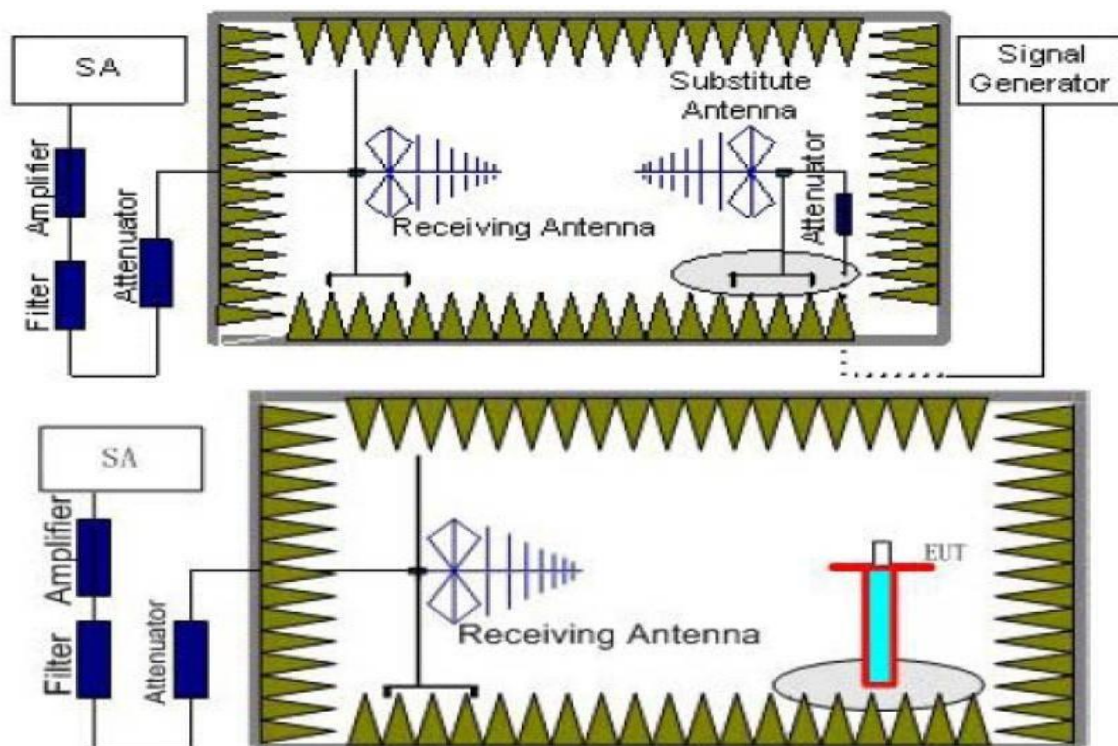 SA
Amplifier
Filter
Attenuator
Receiving Antenna
Substitute
Antenna
Attenuator
Signal
Generator
SA
Amplifier
Filter
Attenuator
Receiving Antenna
EUT